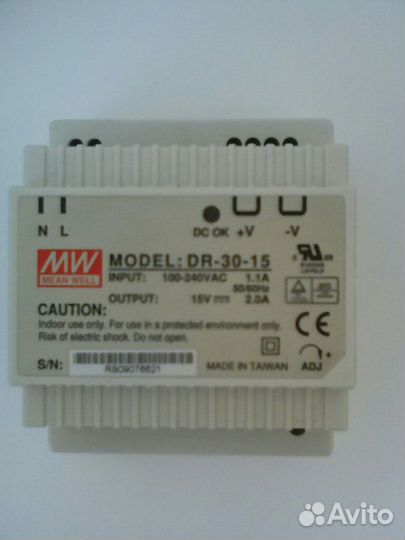 N L DC OK +V -V
MW
MEAN WELL
MODEL: DR-30-15
INPUT: 100-240VAC 1.1A
50/60Hz
OUTPUT: 15V 2.0A
CAUTION:
Indoor use only. For use in a protected environment only.
Risk of electric shock. Do not open.
S/N:
RB09076621
MADE IN TAIWAN
ADJ
+
CE
Avito